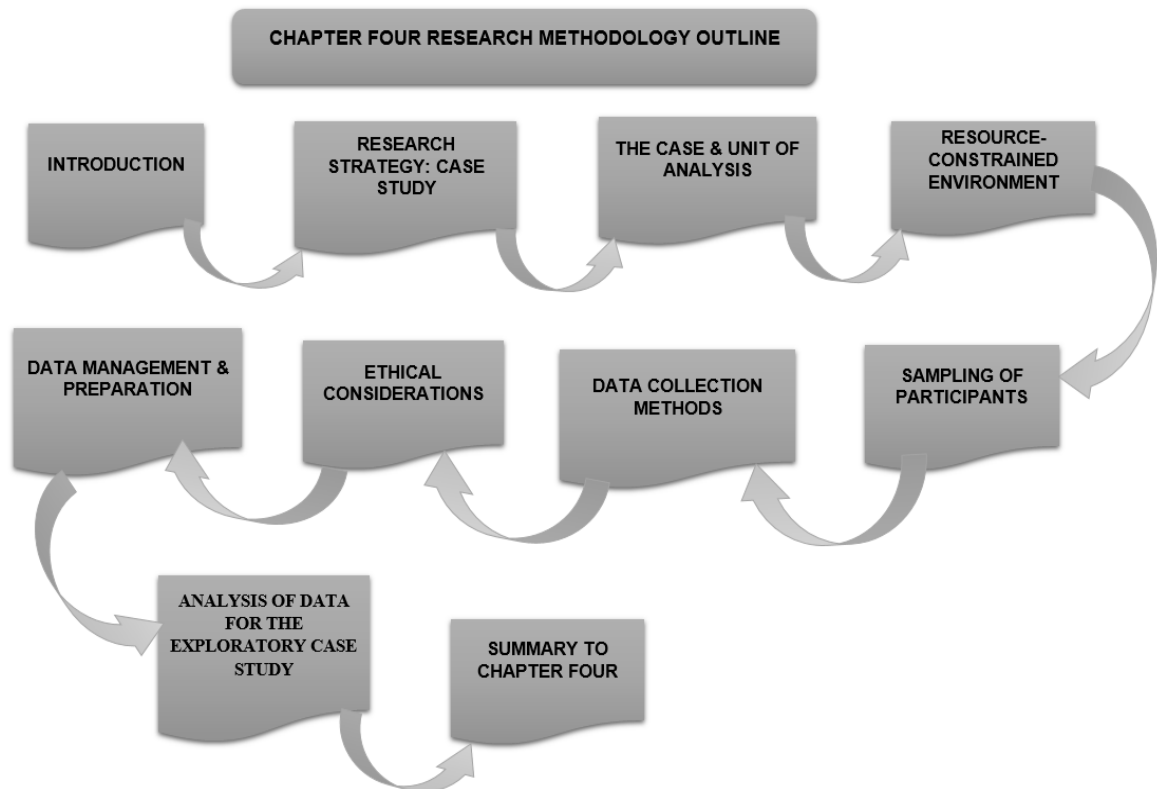 CHAPTER FOUR RESEARCH METHODOLOGY OUTLINE
INTRODUCTION
RESEARCH
STRATEGY: CASE
STUDY
THE CASE & UNIT OF
ANALYSIS
RESOURCE-
CONSTRAINED
ENVIRONMENT
SAMPLING OF
PARTICIPANTS
DATA COLLECTION
METHODS
ETHICAL
CONSIDERATIONS
DATA MANAGEMENT &
PREPARATION
ANALYSIS OF DATA
FOR THE
EXPLORATORY CASE
STUDY
SUMMARY TO
CHAPTER FOUR